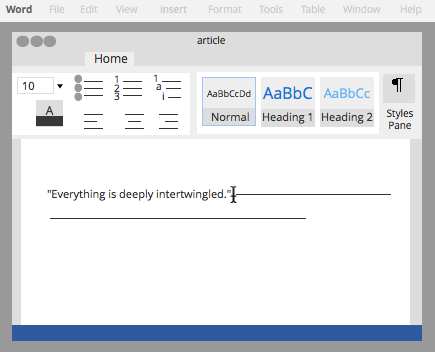 Word File Edit View Insert Format Tools Table Window Help
article
Home
10
A
1
2
3
1
a
i
AaBbCcDd
Normal
AaBbC
Heading 1
AaBbCc
Heading 2
¶
Styles
Pane
"Everything is deeply intertwingled."